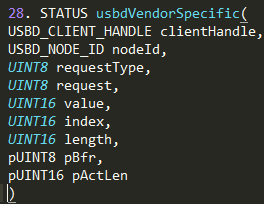 28. STATUS usbdVendorSpecific(
USBD_CLIENT_HANDLE clientHandle,
USBD_NODE_ID nodeId,
UINT8 requestType,
UINT8 request,
UINT16 value,
UINT16 index,
UINT16 length,
pUINT8 pBfr,
pUINT16 pActLen
)